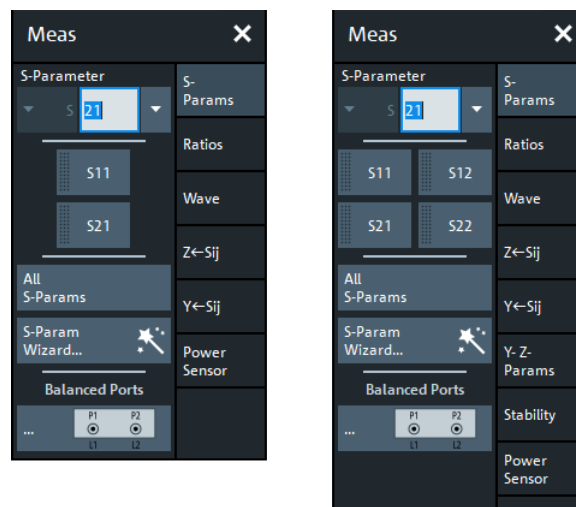 Meas
S-Parameter
S 21
S11
S21
All
S-Params
S-Param
Wizard...
Balanced Ports
...
P1 P2
L1 L2
S-
Params
Ratios
Wave
Z←Sij
Y←Sij
Power
Sensor
Meas
S-Parameter
S 21
S11 S12
S21 S22
All
S-Params
S-Param
Wizard...
Balanced Ports
...
P1 P2
L1 L2
S-
Params
Ratios
Wave
Z←Sij
Y←Sij
Y- Z-
Params
Stability
Power
Sensor